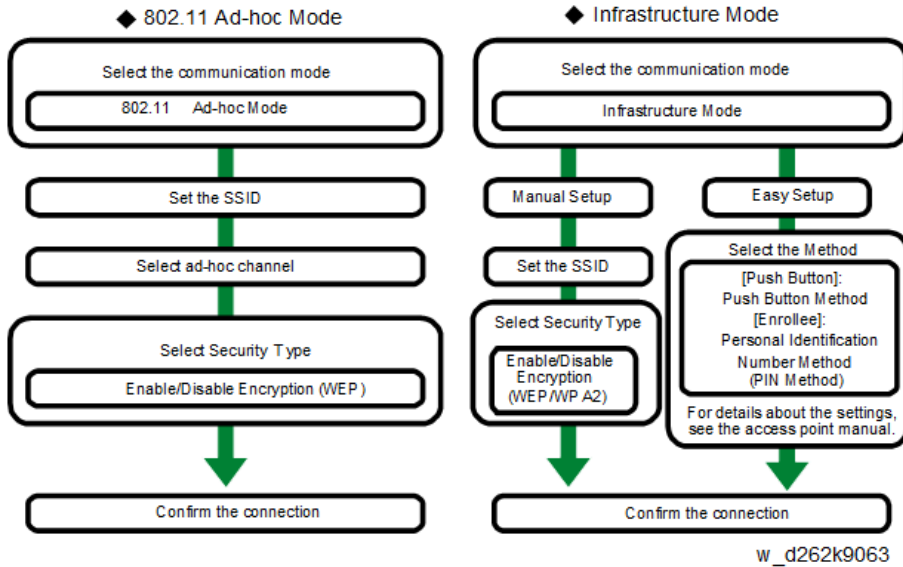 ◆ 802.11 Ad-hoc Mode
Select the communication mode
802.11 Ad-hoc Mode
Set the SSID
Select ad-hoc channel
Select Security Type
Enable/Disable Encryption (WEP)
Confirm the connection
◆ Infrastructure Mode
Select the communication mode
Infrastructure Mode
Manual Setup
Set the SSID
Select Security Type
Enable/Disable
Encryption
(WEP/WPA2)
Easy Setup
Select the Method
[Push Button]:
Push Button Method
[Enrollee]:
Personal Identification
Number Method
(PIN Method)
For details about the settings,
see the access point manual.
Confirm the connection
w_d262k9063